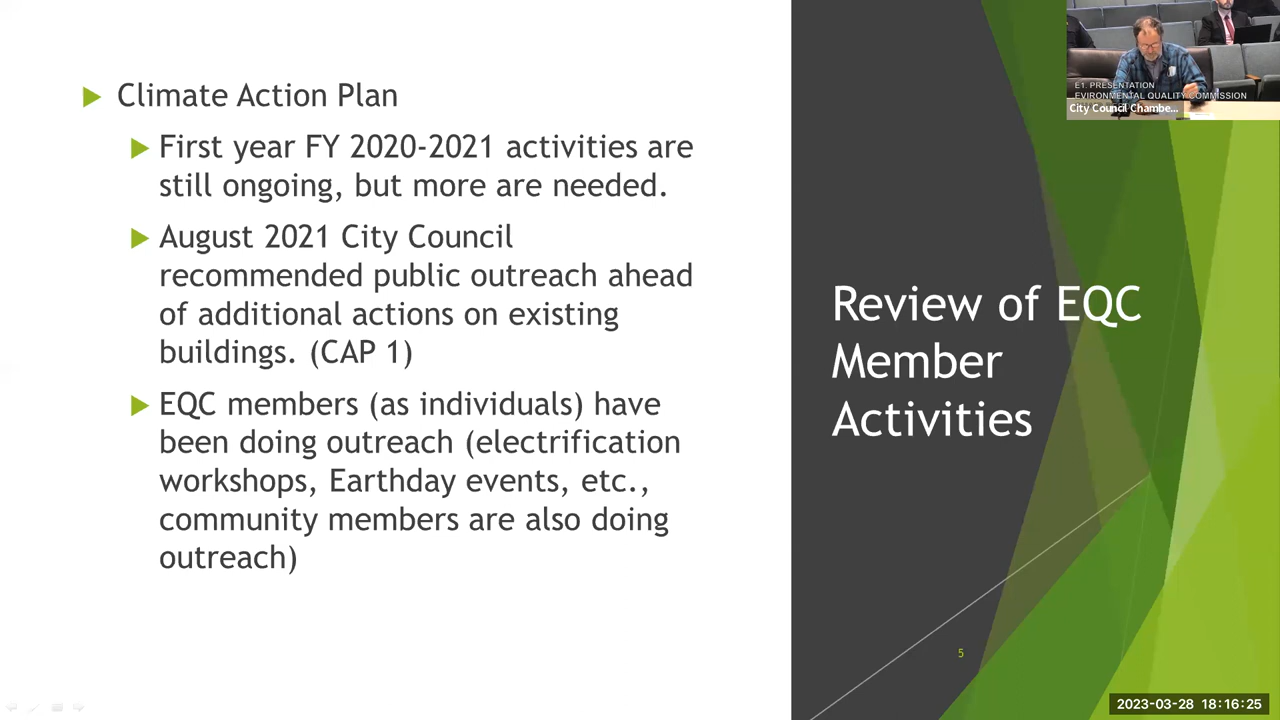 Climate Action Plan
First year FY 2020-2021 activities are
still ongoing, but more are needed.
August 2021 City Council
recommended public outreach ahead
of additional actions on existing
buildings. (CAP 1)
EQC members (as individuals) have
been doing outreach (electrification
workshops, Earthday events, etc.,
community members are also doing
outreach)
Review of EQC
Member
Activities
5
E1. PRESENTATION
EVIRONMENTAL QUALITY COMMISSION
City Council Chambe...
2023-03-28 18:16:25